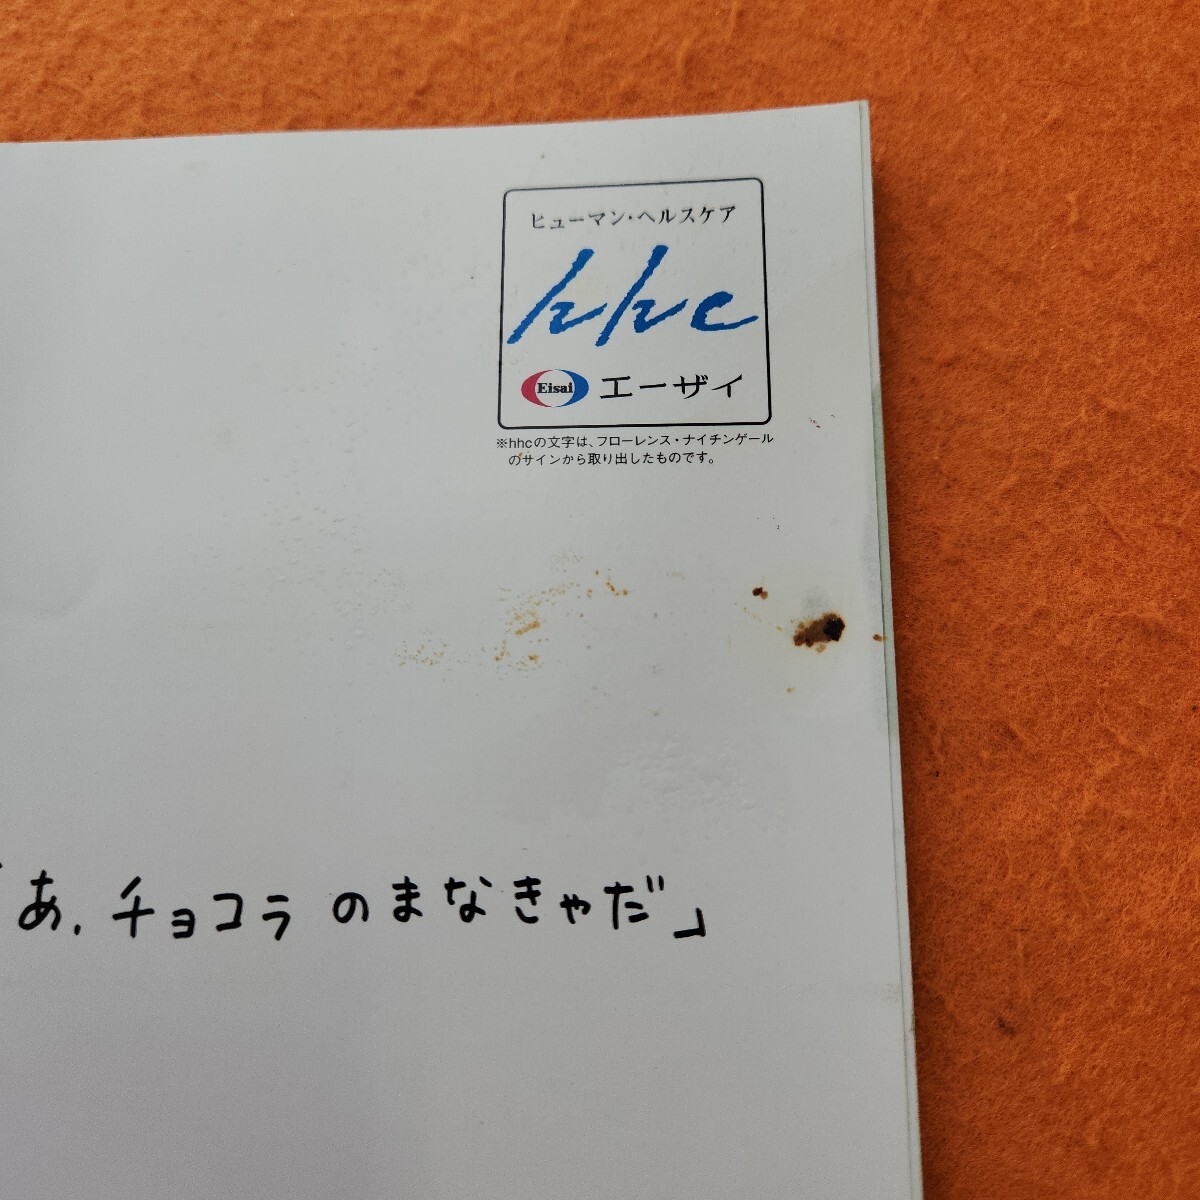 ヒューマン・ヘルスケア
hhc
Eisai エーザイ
※hhcの文字は、フローレンス・ナイチンゲール
のサインから取り出したものです。
「あ.チョコラ のまなきゃだ」